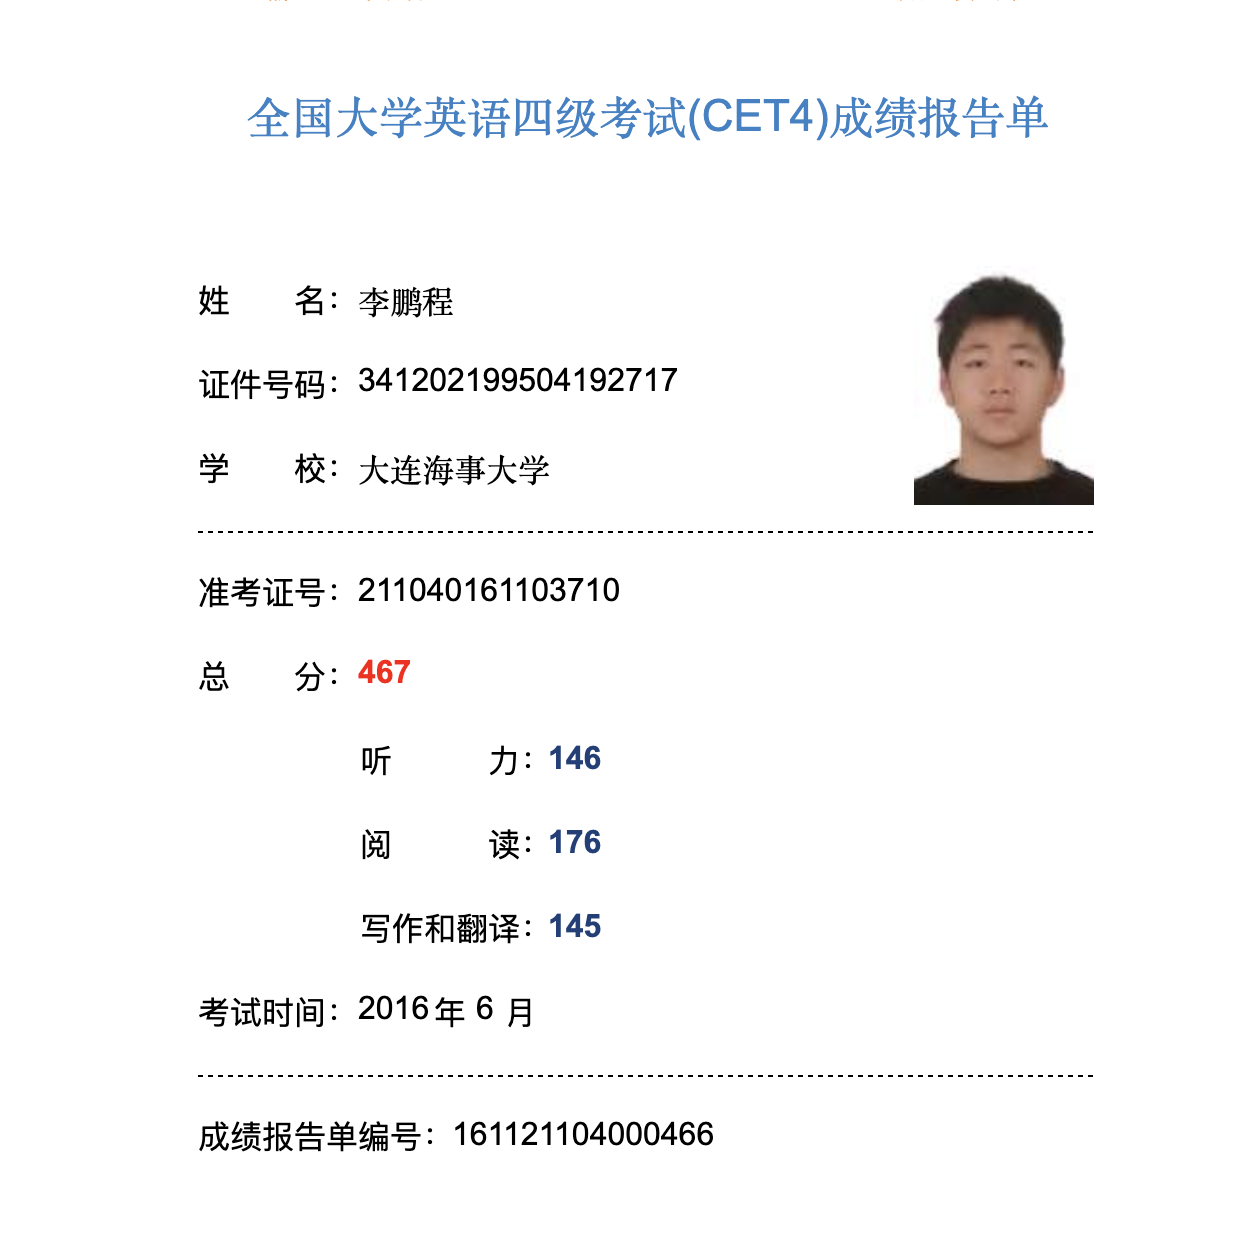 全国大学英语四级考试(CET4)成绩报告单
姓 名：李鹏程
证件号码：341202199504192717
学 校：大连海事大学
准考证号：211040161103710
总 分：467
听 力：146
阅 读：176
写作和翻译：145
考试时间：2016年 6 月
成绩报告单编号：161121104000466